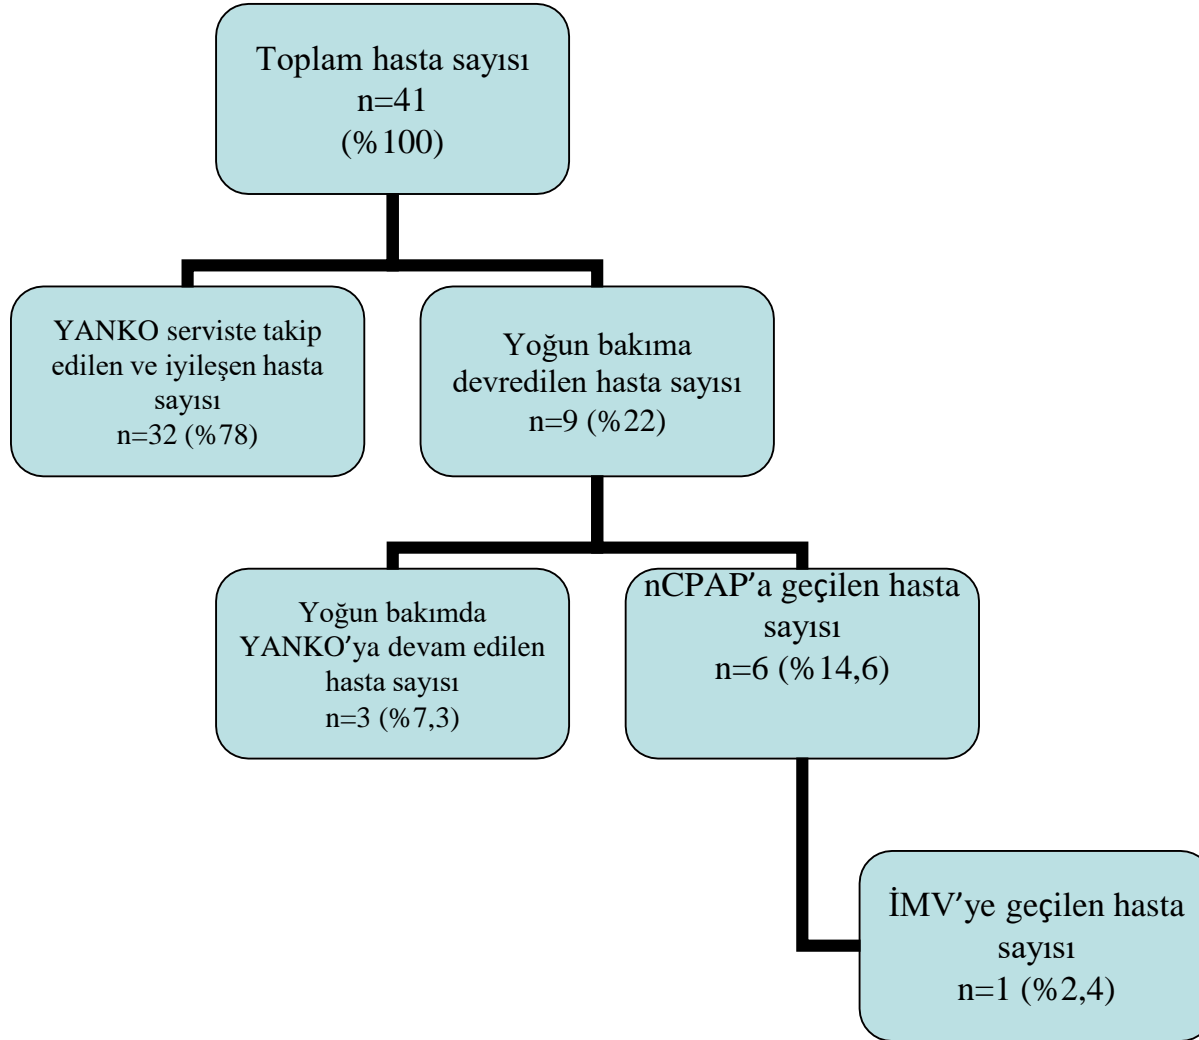 Toplam hasta sayısı
n=41
(%100)
YANKO serviste takip
edilen ve iyileşen hasta
sayısı
n=32 (%78)
Yoğun bakıma
devredilen hasta sayısı
n=9 (%22)
Yoğun bakımda
YANKO’ya devam edilen
hasta sayısı
n=3 (%7,3)
nCPAP’a geçilen hasta
sayısı
n=6 (%14,6)
İMV’ye geçilen hasta
sayısı
n=1 (%2,4)